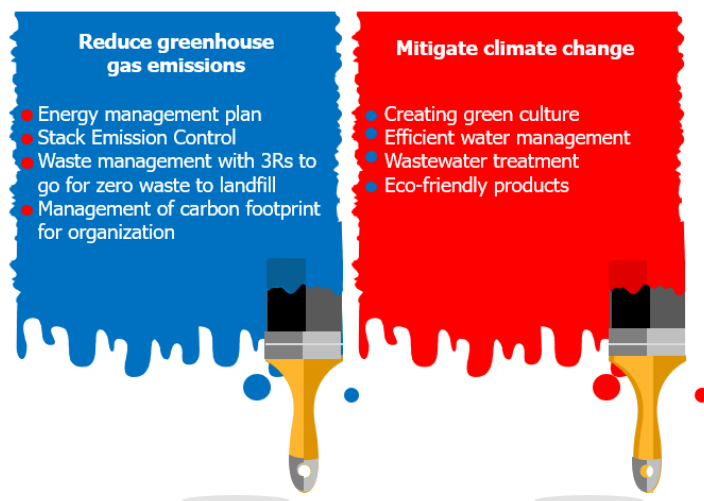 Reduce greenhouse
gas emissions
Energy management plan
Stack Emission Control
Waste management with 3Rs to
go for zero waste to landfill
Management of carbon footprint
for organization
Mitigate climate change
Creating green culture
Efficient water management
Wastewater treatment
Eco-friendly products